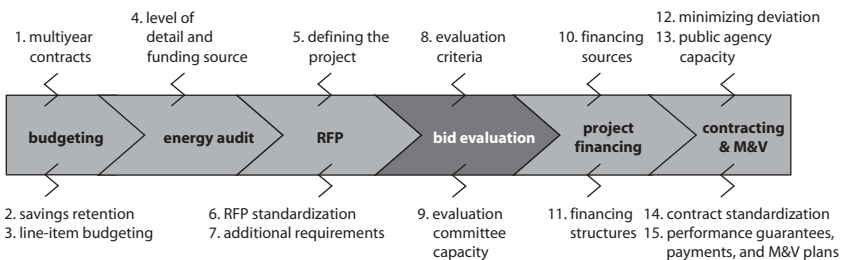 12. minimizing deviation
4. level of
1. multiyear
contracts
detail and
funding source
5. defining the
project
8. evaluation
criteria
10. financing
sources
13. public agency
capacity
budgeting
energy audit
RFP
bid evaluation
project
financing
contracting
& M&V
2. savings retention
3. line-item budgeting
6. RFP standardization
7. additional requirements
9. evaluation
committee
capacity
11. financing
structures
14. contract standardization
15. performance guarantees,
payments, and M&V plans